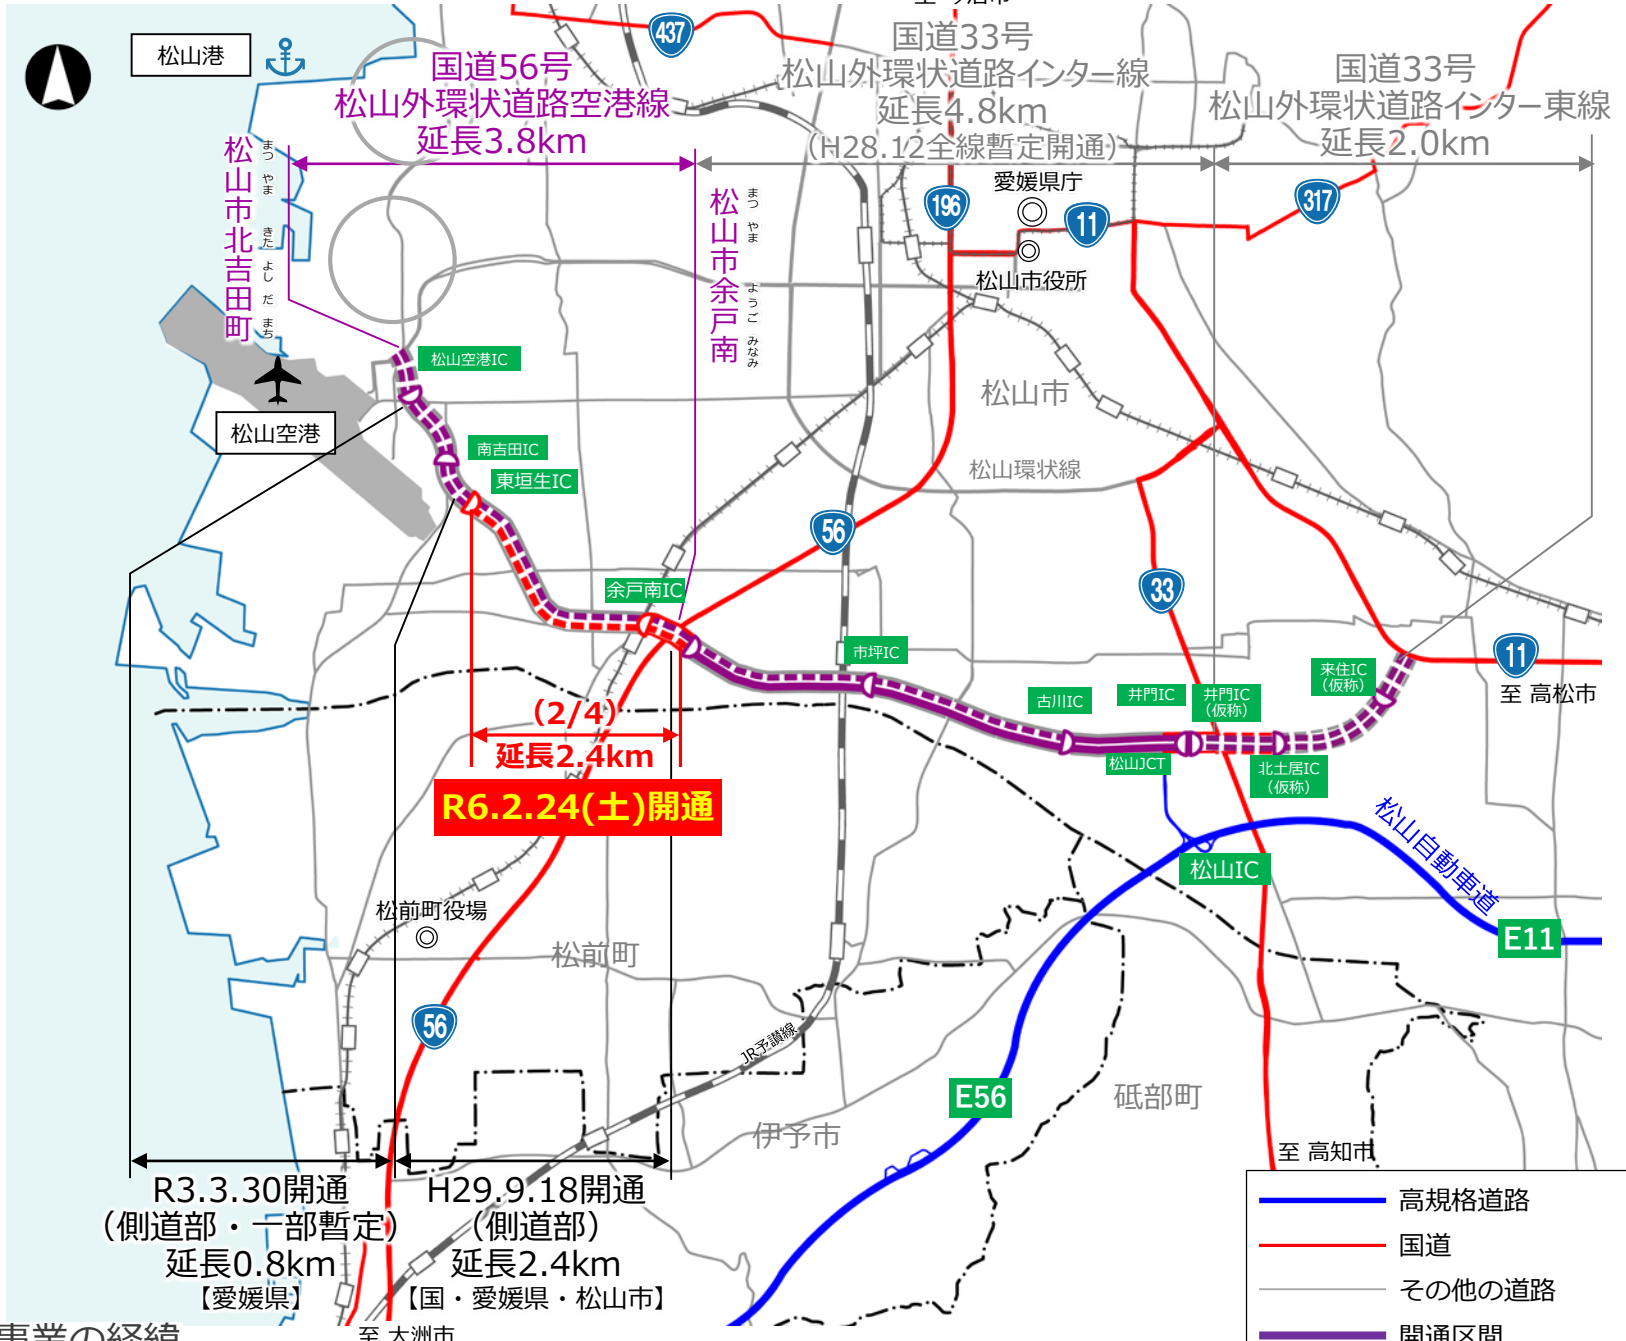 松山港
437
国道56号
松山外環状道路空港線
延長3.8km
国道33号
松山外環状道路インター線
延長4.8km
（H28.12全線暫定開通）
国道33号
松山外環状道路インター東線
延長2.0km
松山市北吉田町
まつ やま きた よし だ まち
松山市余戸南
まつ やま ようご みなみ
愛媛県庁
196
11
317
松山市役所
松山空港IC
松山市
松山空港
南吉田IC
東垣生IC
松山環状線
56
33
余戸南IC
市坪IC
11
至 高松市
来住IC
（仮称）
古川IC
井門IC
井門IC
（仮称）
松山JCT
北土居IC
（仮称）
（2/4）
延長2.4km
R6.2.24(土)開通
松山自動車道
松山IC
E11
松前町役場
松前町
56
JR予讃線
E56
砥部町
伊予市
至 高知市
R3.3.30開通
（側道部・一部暫定）
延長0.8km
【愛媛県】
H29.9.18開通
（側道部）
延長2.4km
【国・愛媛県・松山市】
高規格道路
国道
その他の道路
開通区間
事業の経緯
至 大洲市